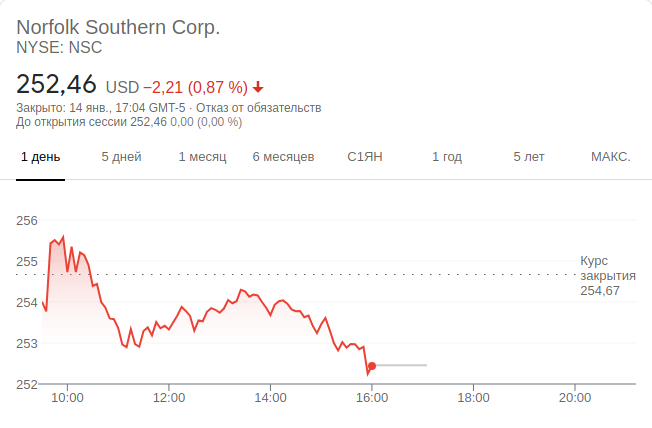 Norfolk Southern Corp.
NYSE: NSC
252,46 USD −2,21 (0,87 %)
Закрыто: 14 янв., 17:04 GMT-5 · Отказ от обязательств
До открытия сессии 252,46 0,00 (0,00 %)
1 день 5 дней 1 месяц 6 месяцев С1ЯН 1 год 5 лет МАКС.
256
255
254
253
252
Курс
закрытия
254,67
10:00 12:00 14:00 16:00 18:00 20:00